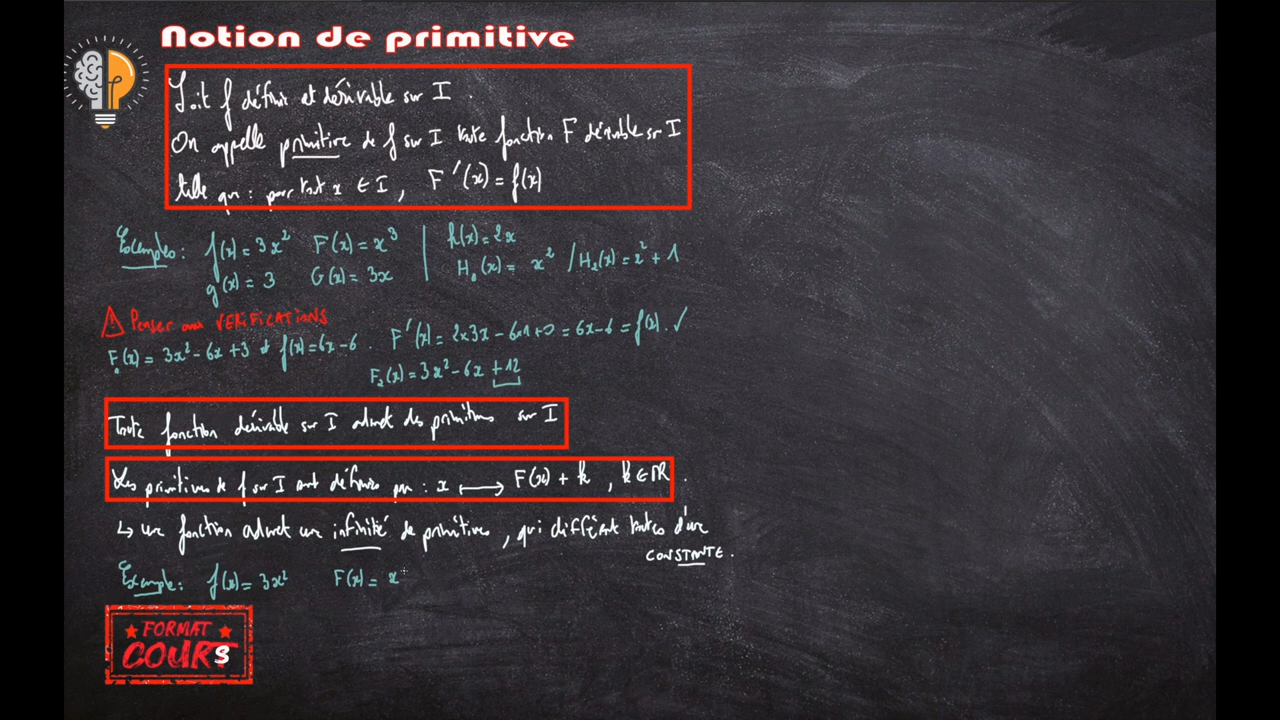 Notion de primitive
Soit f définie et dérivable sur I.
On appelle primitive de f sur I toute fonction F dérivable sur I
telle que : pour tout x ∈ I, F'(x) = f(x)
Exemples : f(x) = 3x² F(x) = x³ | h(x) = 2x
g(x) = 3 G(x) = 3x | H₁(x) = x² / H₂(x) = x² + 1
⚠ Penser aux VÉRIFICATIONS
F₁(x) = 3x² - 6x + 3 et f(x) = 6x - 6. F'(x) = 2×3x - 6×1 + 0 = 6x - 6 = f(x). ✓
F₂(x) = 3x² - 6x + 12
Toute fonction dérivable sur I admet des primitives sur I
Les primitives de f sur I sont définies par : x ⟼ F(x) + k, k ∈ ℝ.
↳ une fonction admet une infinité de primitives, qui diffèrent toutes d'une
CONSTANTE.
Exemple : f(x) = 3x² F(x) = x
FORMAT
COURS